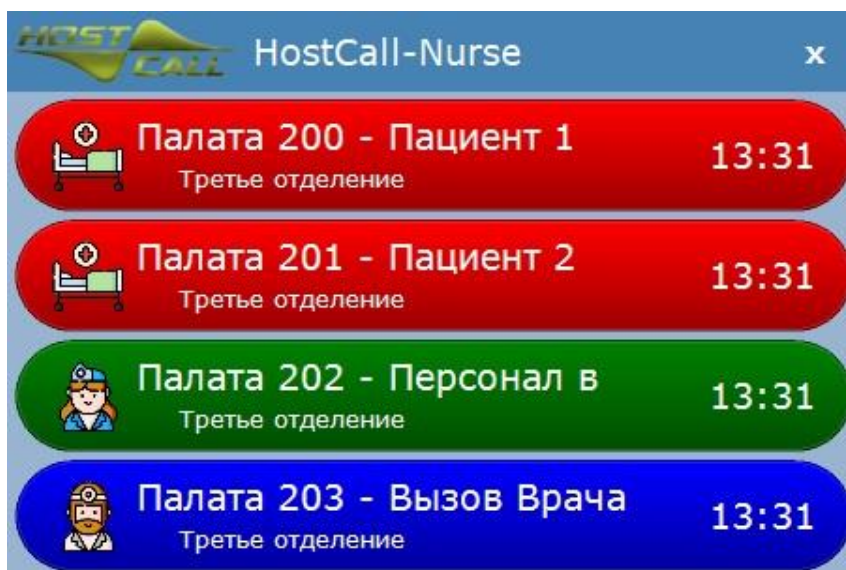 HOST
CALL
HostCall-Nurse
x
Палата 200 - Пациент 1
13:31
Третье отделение
Палата 201 - Пациент 2
13:31
Третье отделение
Палата 202 - Персонал в
13:31
Третье отделение
Палата 203 - Вызов Врача
13:31
Третье отделение